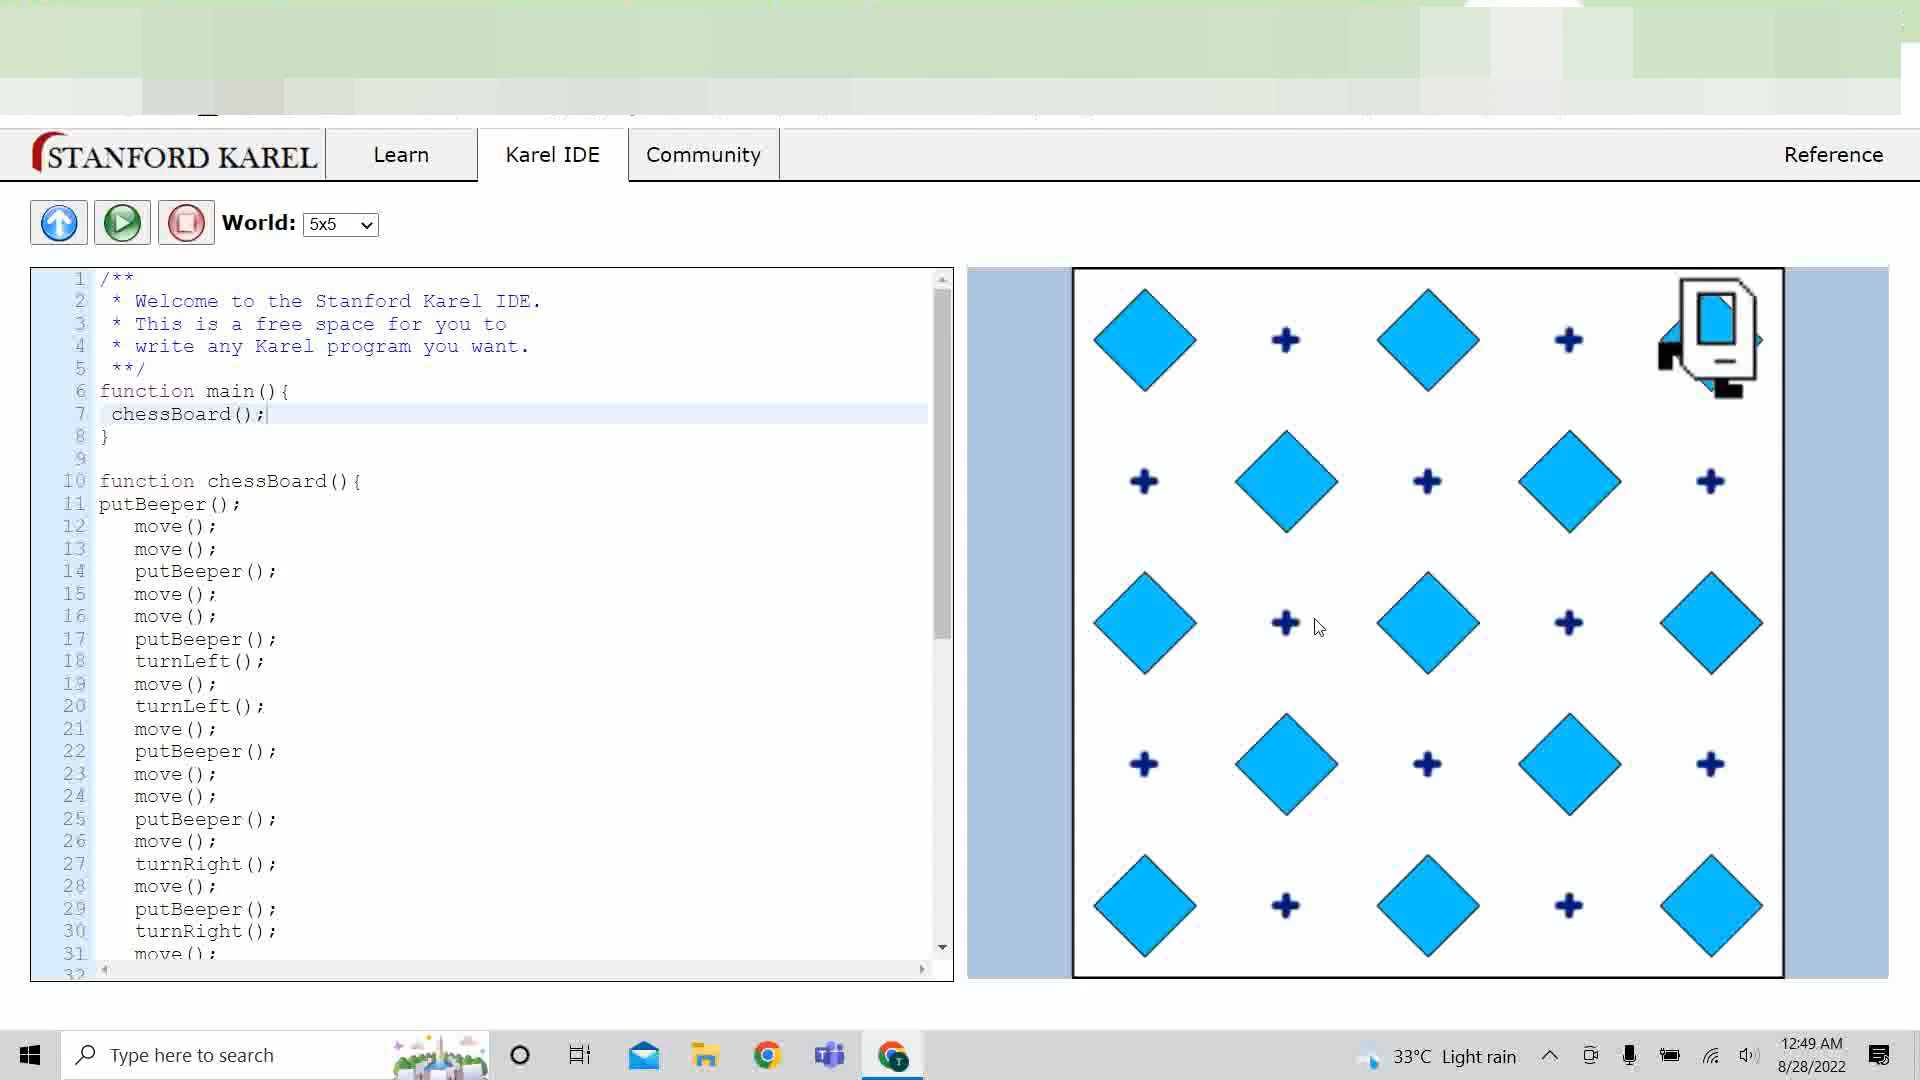 STANFORD KAREL Learn Karel IDE Community Reference
World: 5x5
1 /**
2 * Welcome to the Stanford Karel IDE.
3 * This is a free space for you to
4 * write any Karel program you want.
5 **/
6 function main(){
7 chessBoard();
8 }
9
10 function chessBoard(){
11 putBeeper();
12 move();
13 move();
14 putBeeper();
15 move();
16 move();
17 putBeeper();
18 turnLeft();
19 move();
20 turnLeft();
21 move();
22 putBeeper();
23 move();
24 move();
25 putBeeper();
26 move();
27 turnRight();
28 move();
29 putBeeper();
30 turnRight();
31 move();
32
Type here to search
33°C Light rain
12:49 AM
8/28/2022